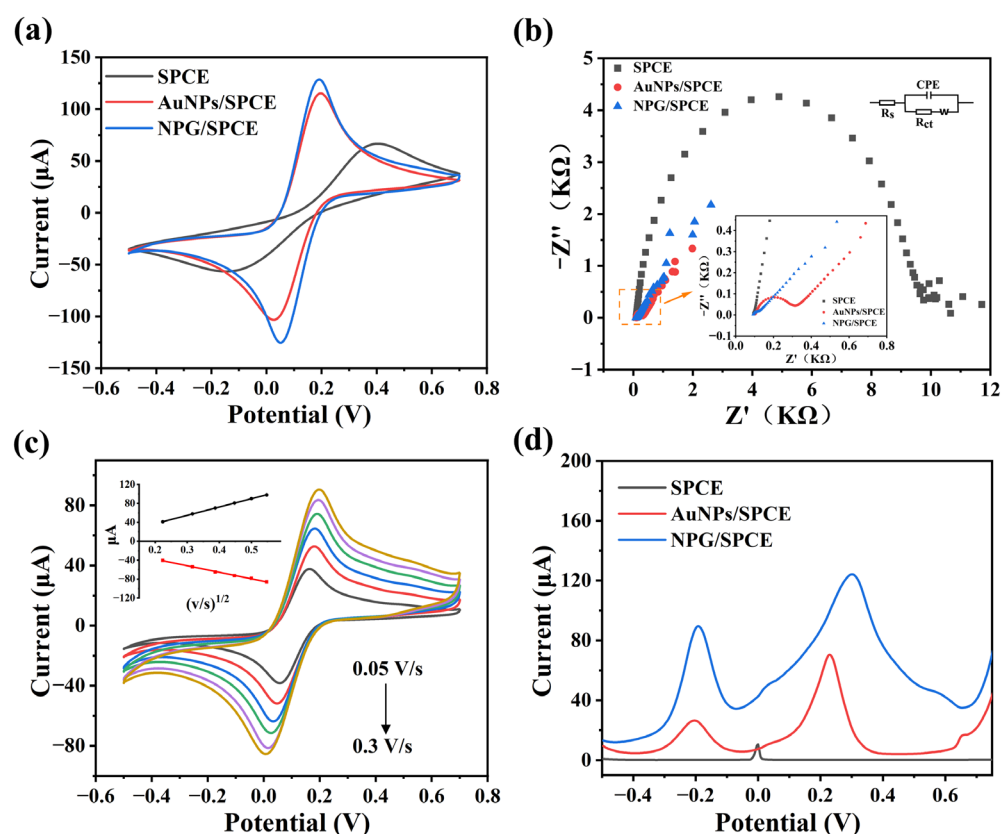 (a)
SPCE
AuNPs/SPCE
NPG/SPCE
150
100
50
0
−50
−100
−150
Current (μA)
−0.6 −0.4 −0.2 0.0 0.2 0.4 0.6 0.8
Potential (V)
(b)
SPCE
AuNPs/SPCE
NPG/SPCE
CPE
Rs
Rct
W
5
4
3
2
1
0
−1
-Z'' (KΩ)
0.4
0.3
0.2
0.1
0.0
−0.1
-Z'' (KΩ)
SPCE
AuNPs/SPCE
NPG/SPCE
0.0 0.2 0.4 0.6 0.8
Z' (KΩ)
0 2 4 6 8 10 12
Z' (KΩ)
(c)
120
80
40
0
−40
−80
−120
μA
0.2 0.3 0.4 0.5
(v/s)1/2
80
40
0
−40
−80
Current (μA)
0.05 V/s
0.3 V/s
−0.6 −0.4 −0.2 0.0 0.2 0.4 0.6 0.8
Potential (V)
(d)
SPCE
AuNPs/SPCE
NPG/SPCE
200
160
120
80
40
0
Current (μA)
−0.4 −0.2 0.0 0.2 0.4 0.6
Potential (V)